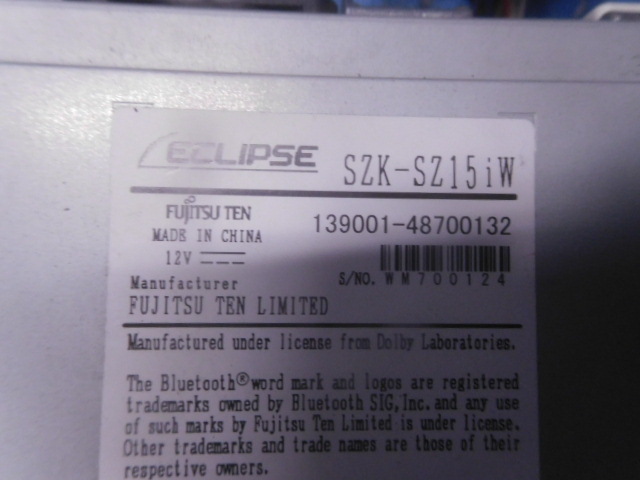 ECLIPSE SZK-SZ15iW
FUJITSU TEN 139001-48700132
MADE IN CHINA
12V
S/NO. WM700124
Manufacturer
FUJITSU TEN LIMITED
Manufactured under license from Dolby Laboratories.
The Bluetooth® word mark and logos are registered
trademarks owned by Bluetooth SIG, Inc. and any use
of such marks by Fujitsu Ten Limited is under license.
Other trademarks and trade names are those of their
respective owners.